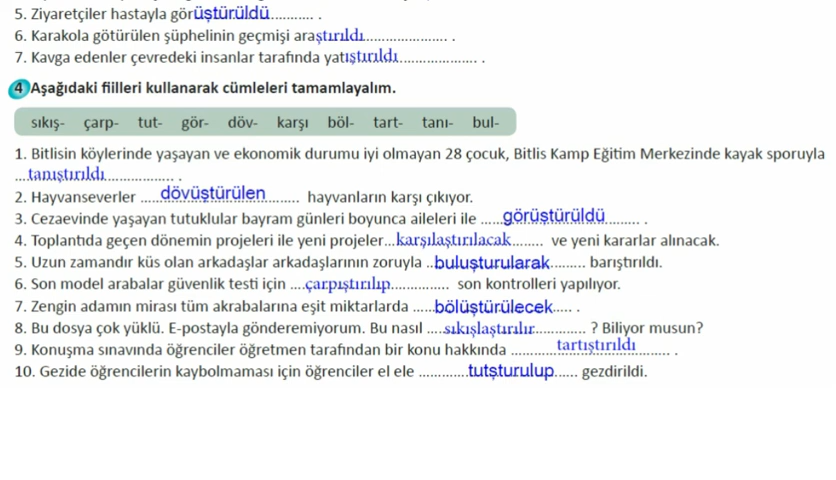 5. Ziyaretçiler hastayla görüştürüldü........... .
6. Karakola götürülen şüphelinin geçmişi araştırıldı..................... .
7. Kavga edenler çevredeki insanlar tarafında yatıştırıldı.................... .
4 Aşağıdaki fiilleri kullanarak cümleleri tamamlayalım.
sıkış- çarp- tut- gör- döv- karşı böl- tart- tanı- bul-
1. Bitlisin köylerinde yaşayan ve ekonomik durumu iyi olmayan 28 çocuk, Bitlis Kamp Eğitim Merkezinde kayak sporuyla
...tanıştırıldı.................. .
2. Hayvanseverler .....dövüştürülen......... hayvanların karşı çıkıyor.
3. Cezaevinde yaşayan tutuklular bayram günleri boyunca aileleri ile ......görüştürüldü......... .
4. Toplantıda geçen dönemin projeleri ile yeni projeler...karşılaştırılacak........ ve yeni kararlar alınacak.
5. Uzun zamandır küs olan arkadaşlar arkadaşlarının zoruyla ..buluşturularak......... barıştırıldı.
6. Son model arabalar güvenlik testi için ....çarpıştırılıp............... son kontrolleri yapılıyor.
7. Zengin adamın mirası tüm akrabalarına eşit miktarlarda ......bölüştürülecek..... .
8. Bu dosya çok yüklü. E-postayla gönderemiyorum. Bu nasıl .....sıkışlaştırılır............. ? Biliyor musun?
9. Konuşma sınavında öğrenciler öğretmen tarafından bir konu hakkında ............tartıştırıldı.......... .
10. Gezide öğrencilerin kaybolmaması için öğrenciler el ele .............tutşturulup...... gezdirildi.